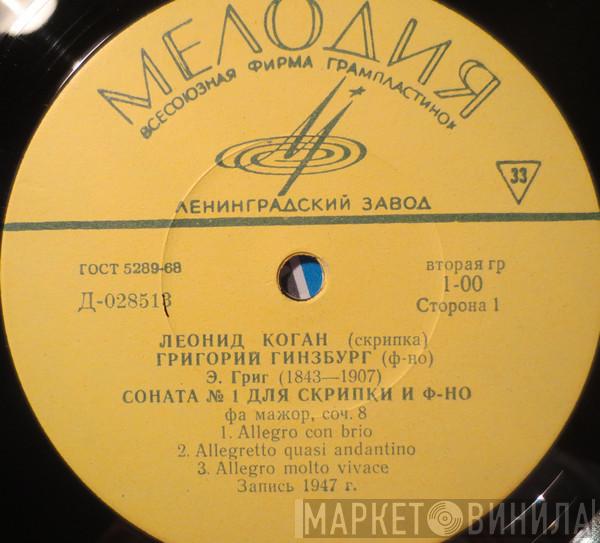 МЕЛОДИЯ
ВСЕСОЮЗНАЯ ФИРМА ГРАМПЛАСТИНОК
33
ЛЕНИНГРАДСКИЙ ЗАВОД
ГОСТ 5289-68
Д-028513
вторая гр
1-00
Сторона 1
ЛЕОНИД КОГАН (скрипка)
ГРИГОРИЙ ГИНЗБУРГ (ф-но)
Э. Григ (1843—1907)
СОНАТА № 1 ДЛЯ СКРИПКИ И Ф-НО
фа мажор, соч. 8
1. Allegro con brio
2. Allegretto quasi andantino
3. Allegro molto vivace
Запись 1947 г.
МАРКЕТ ВИНИЛА